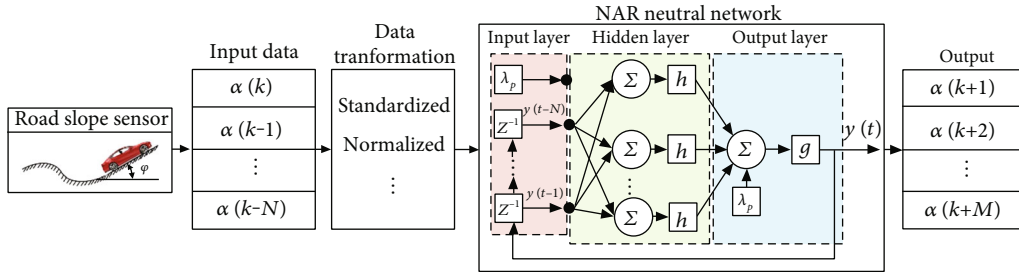 Road slope sensor
φ
Input data
α (k)
α (k–1)
⋮
α (k–N)
Data
tranformation
Standardized
Normalized
⋮
NAR neutral network
Input layer
Hidden layer
Output layer
λp
y (t–N)
Z⁻¹
y (t–1)
Z⁻¹
Σ
h
Σ
h
⋮
Σ
h
Σ
g
λp
y (t)
Output
α (k+1)
α (k+2)
⋮
α (k+M)